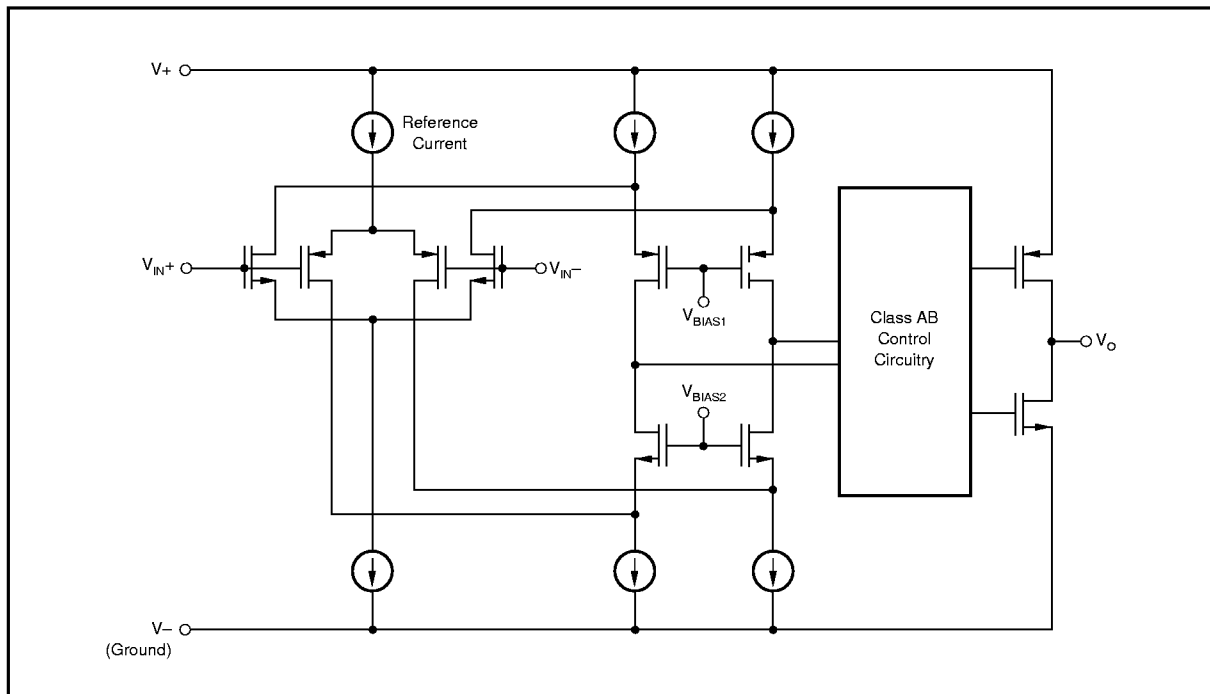 V+
Reference
Current
VIN+
VIN–
VBIAS1
Class AB
Control
Circuitry
VO
VBIAS2
V–
(Ground)